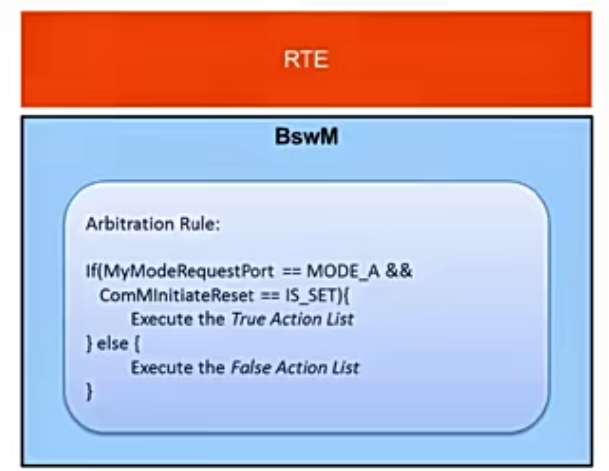 RTE
BswM
Arbitration Rule:
If(MyModeRequestPort == MODE_A &&
ComMInitiateReset == IS_SET){
Execute the True Action List
} else {
Execute the False Action List
}